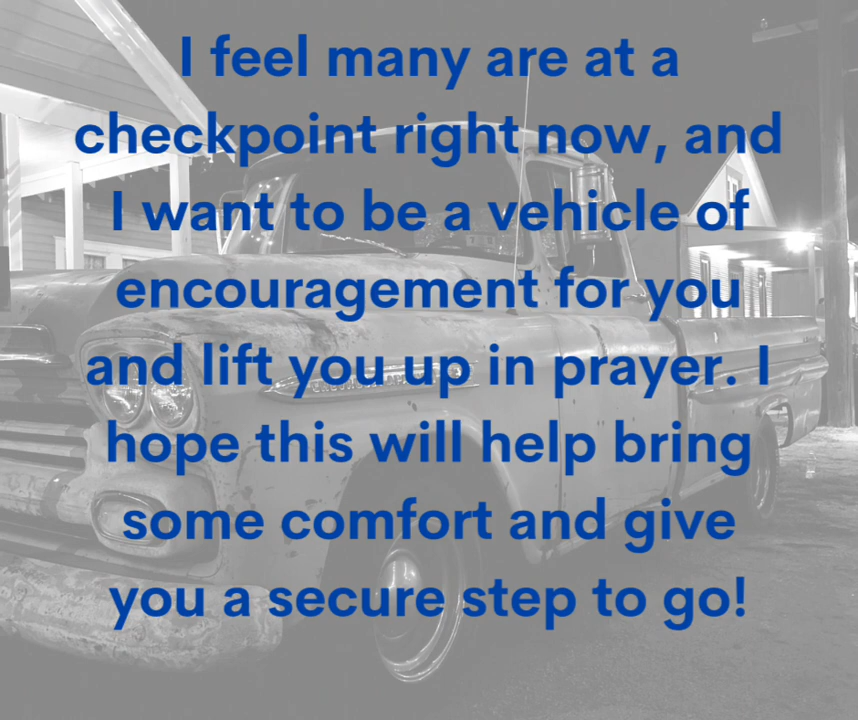 I feel many are at a
checkpoint right now, and
I want to be a vehicle of
encouragement for you
and lift you up in prayer. I
hope this will help bring
some comfort and give
you a secure step to go!